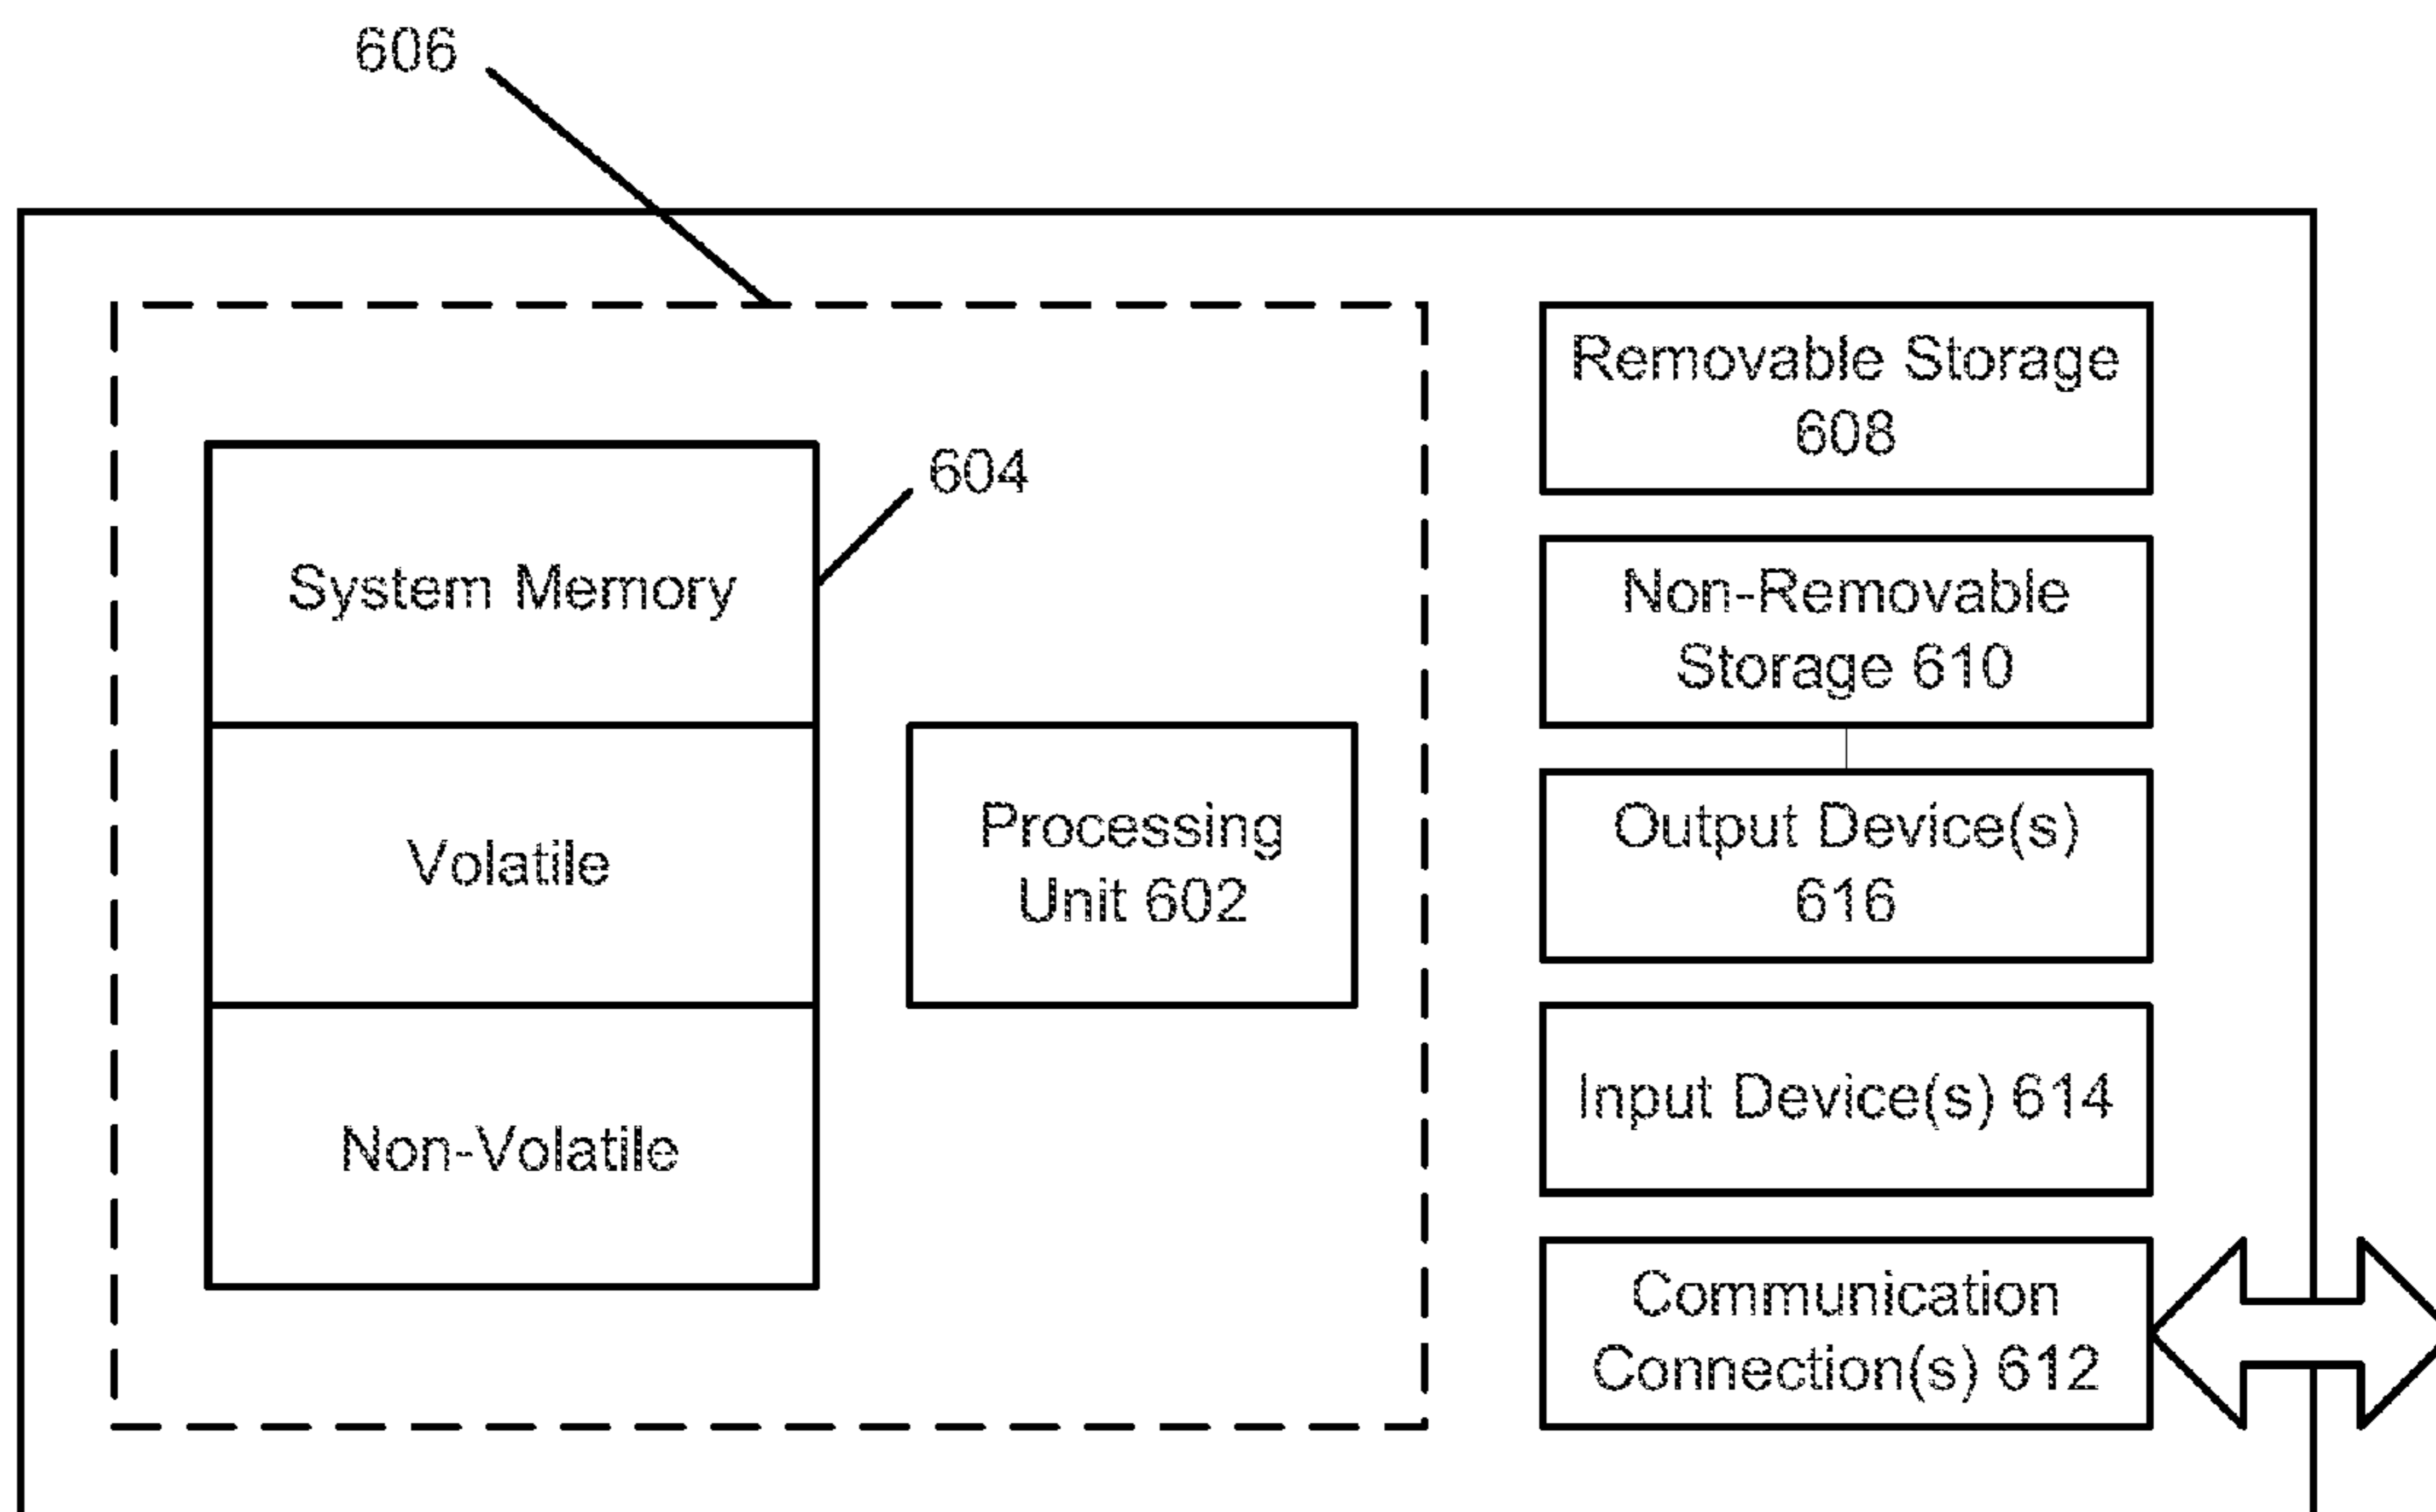 606
604
System Memory
Volatile
Non-Volatile
Processing
Unit 602
Removable Storage
608
Non-Removable
Storage 610
Output Device(s)
616
Input Device(s) 614
Communication
Connection(s) 612